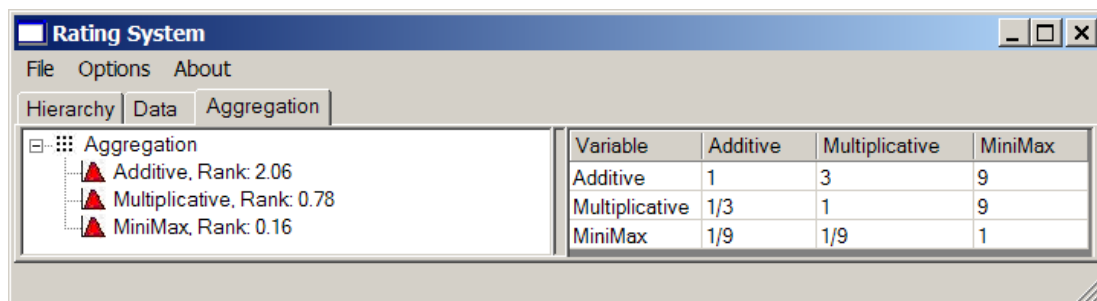 Rating System
File Options About
Hierarchy Data Aggregation
Aggregation
Additive, Rank: 2.06
Multiplicative, Rank: 0.78
MiniMax, Rank: 0.16
Variable Additive Multiplicative MiniMax
Additive 1 3 9
Multiplicative 1/3 1 9
MiniMax 1/9 1/9 1